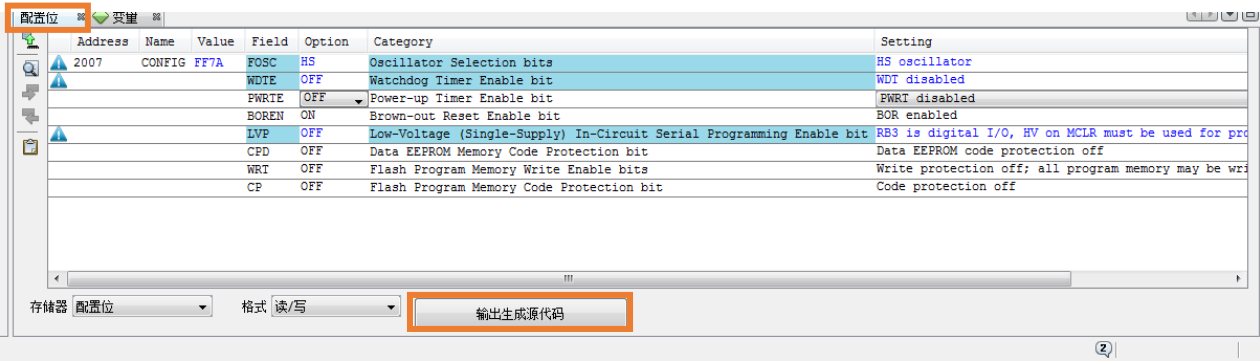 配置位 变量
Address Name Value Field Option Category Setting
2007 CONFIG FF7A FOSC HS Oscillator Selection bits HS oscillator
WDTE OFF Watchdog Timer Enable bit WDT disabled
PWRTE OFF Power-up Timer Enable bit PWRT disabled
BOREN ON Brown-out Reset Enable bit BOR enabled
LVP OFF Low-Voltage (Single-Supply) In-Circuit Serial Programming Enable bit RB3 is digital I/O, HV on MCLR must be used for pro
CPD OFF Data EEPROM Memory Code Protection bit Data EEPROM code protection off
WRT OFF Flash Program Memory Write Enable bits Write protection off; all program memory may be wri
CP OFF Flash Program Memory Code Protection bit Code protection off
存储器 配置位 格式 读/写 输出生成源代码
2